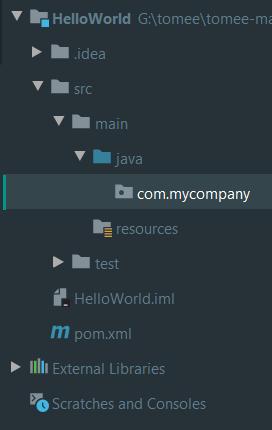 HelloWorld G:\tomee\tomee-ma
.idea
src
main
java
com.mycompany
resources
test
HelloWorld.iml
m pom.xml
External Libraries
Scratches and Consoles